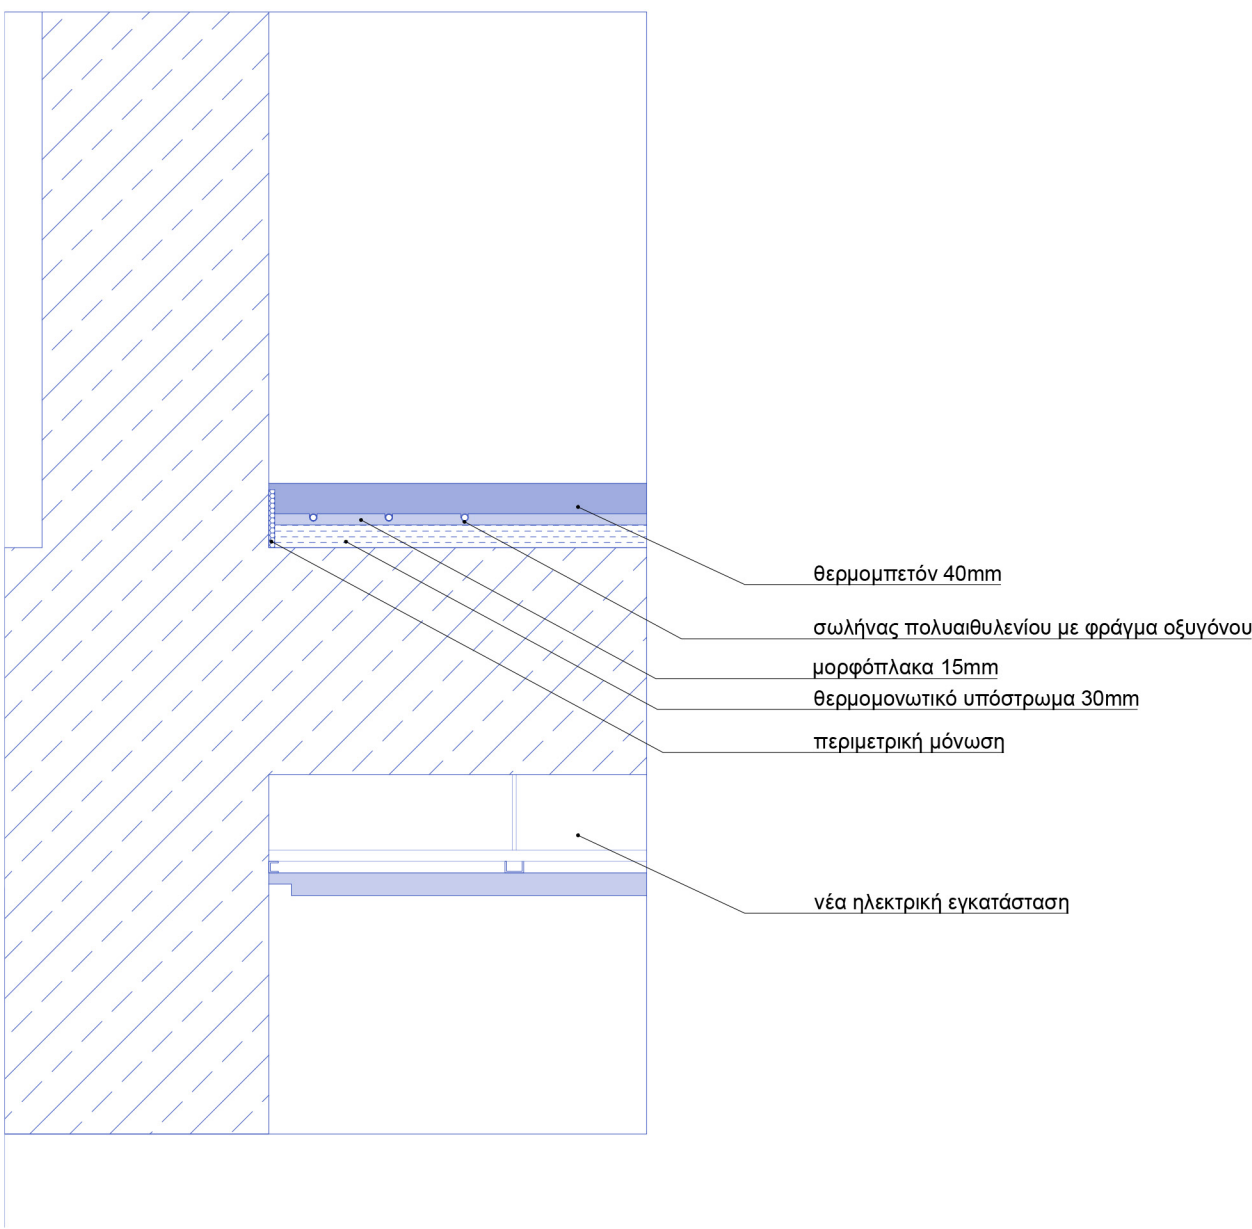 θερμομπετόν 40mm
σωλήνας πολυαιθυλενίου με φράγμα οξυγόνου
μορφόπλακα 15mm
θερμομονωτικό υπόστρωμα 30mm
περιμετρική μόνωση
νέα ηλεκτρική εγκατάσταση